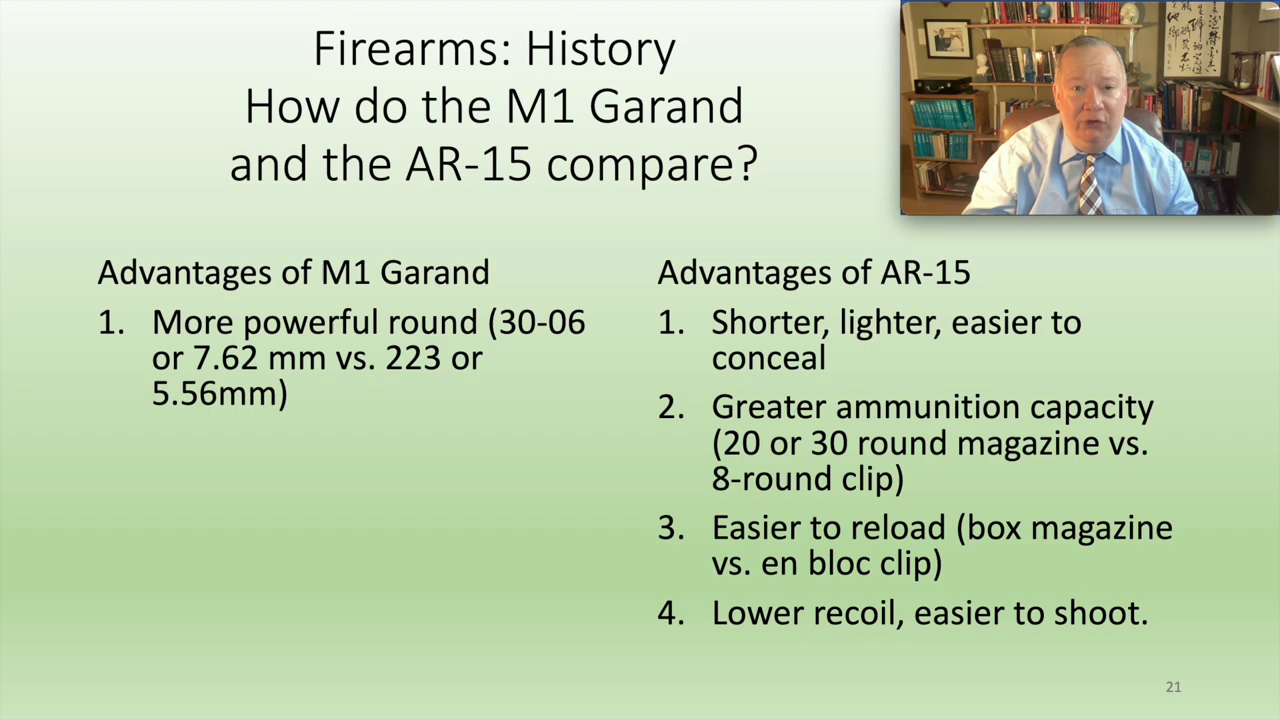 Firearms: History
How do the M1 Garand
and the AR-15 compare?
Advantages of M1 Garand
1. More powerful round (30-06
or 7.62 mm vs. 223 or
5.56mm)
Advantages of AR-15
1. Shorter, lighter, easier to
conceal
2. Greater ammunition capacity
(20 or 30 round magazine vs.
8-round clip)
3. Easier to reload (box magazine
vs. en bloc clip)
4. Lower recoil, easier to shoot.
21